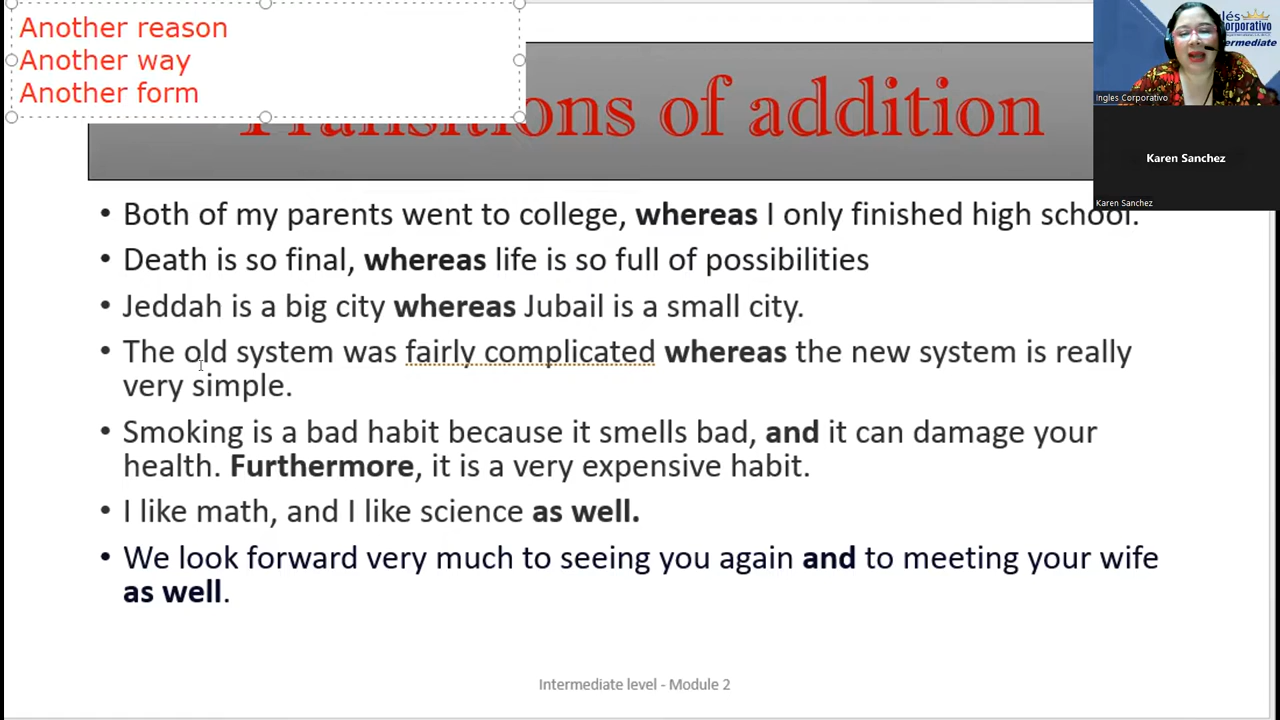 Another reason
Another way
Another form
Transitions of addition
• Both of my parents went to college, whereas I only finished high school.
• Death is so final, whereas life is so full of possibilities
• Jeddah is a big city whereas Jubail is a small city.
• The old system was fairly complicated whereas the new system is really
very simple.
• Smoking is a bad habit because it smells bad, and it can damage your
health. Furthermore, it is a very expensive habit.
• I like math, and I like science as well.
• We look forward very much to seeing you again and to meeting your wife
as well.
Intermediate level - Module 2
lés
orporativo
ermediate
Ingles Corporativo
Karen Sanchez
Karen Sanchez